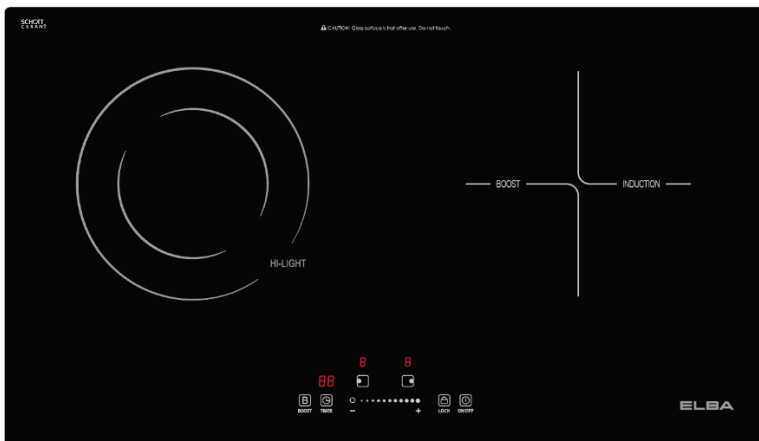 SCHOTT
CERAN®
CAUTION! Glass surface is hot after use. Do not touch.
BOOST INDUCTION
HI-LIGHT
8 8
88
B
BOOST TIMER − + LOCK ON/OFF
ELBA